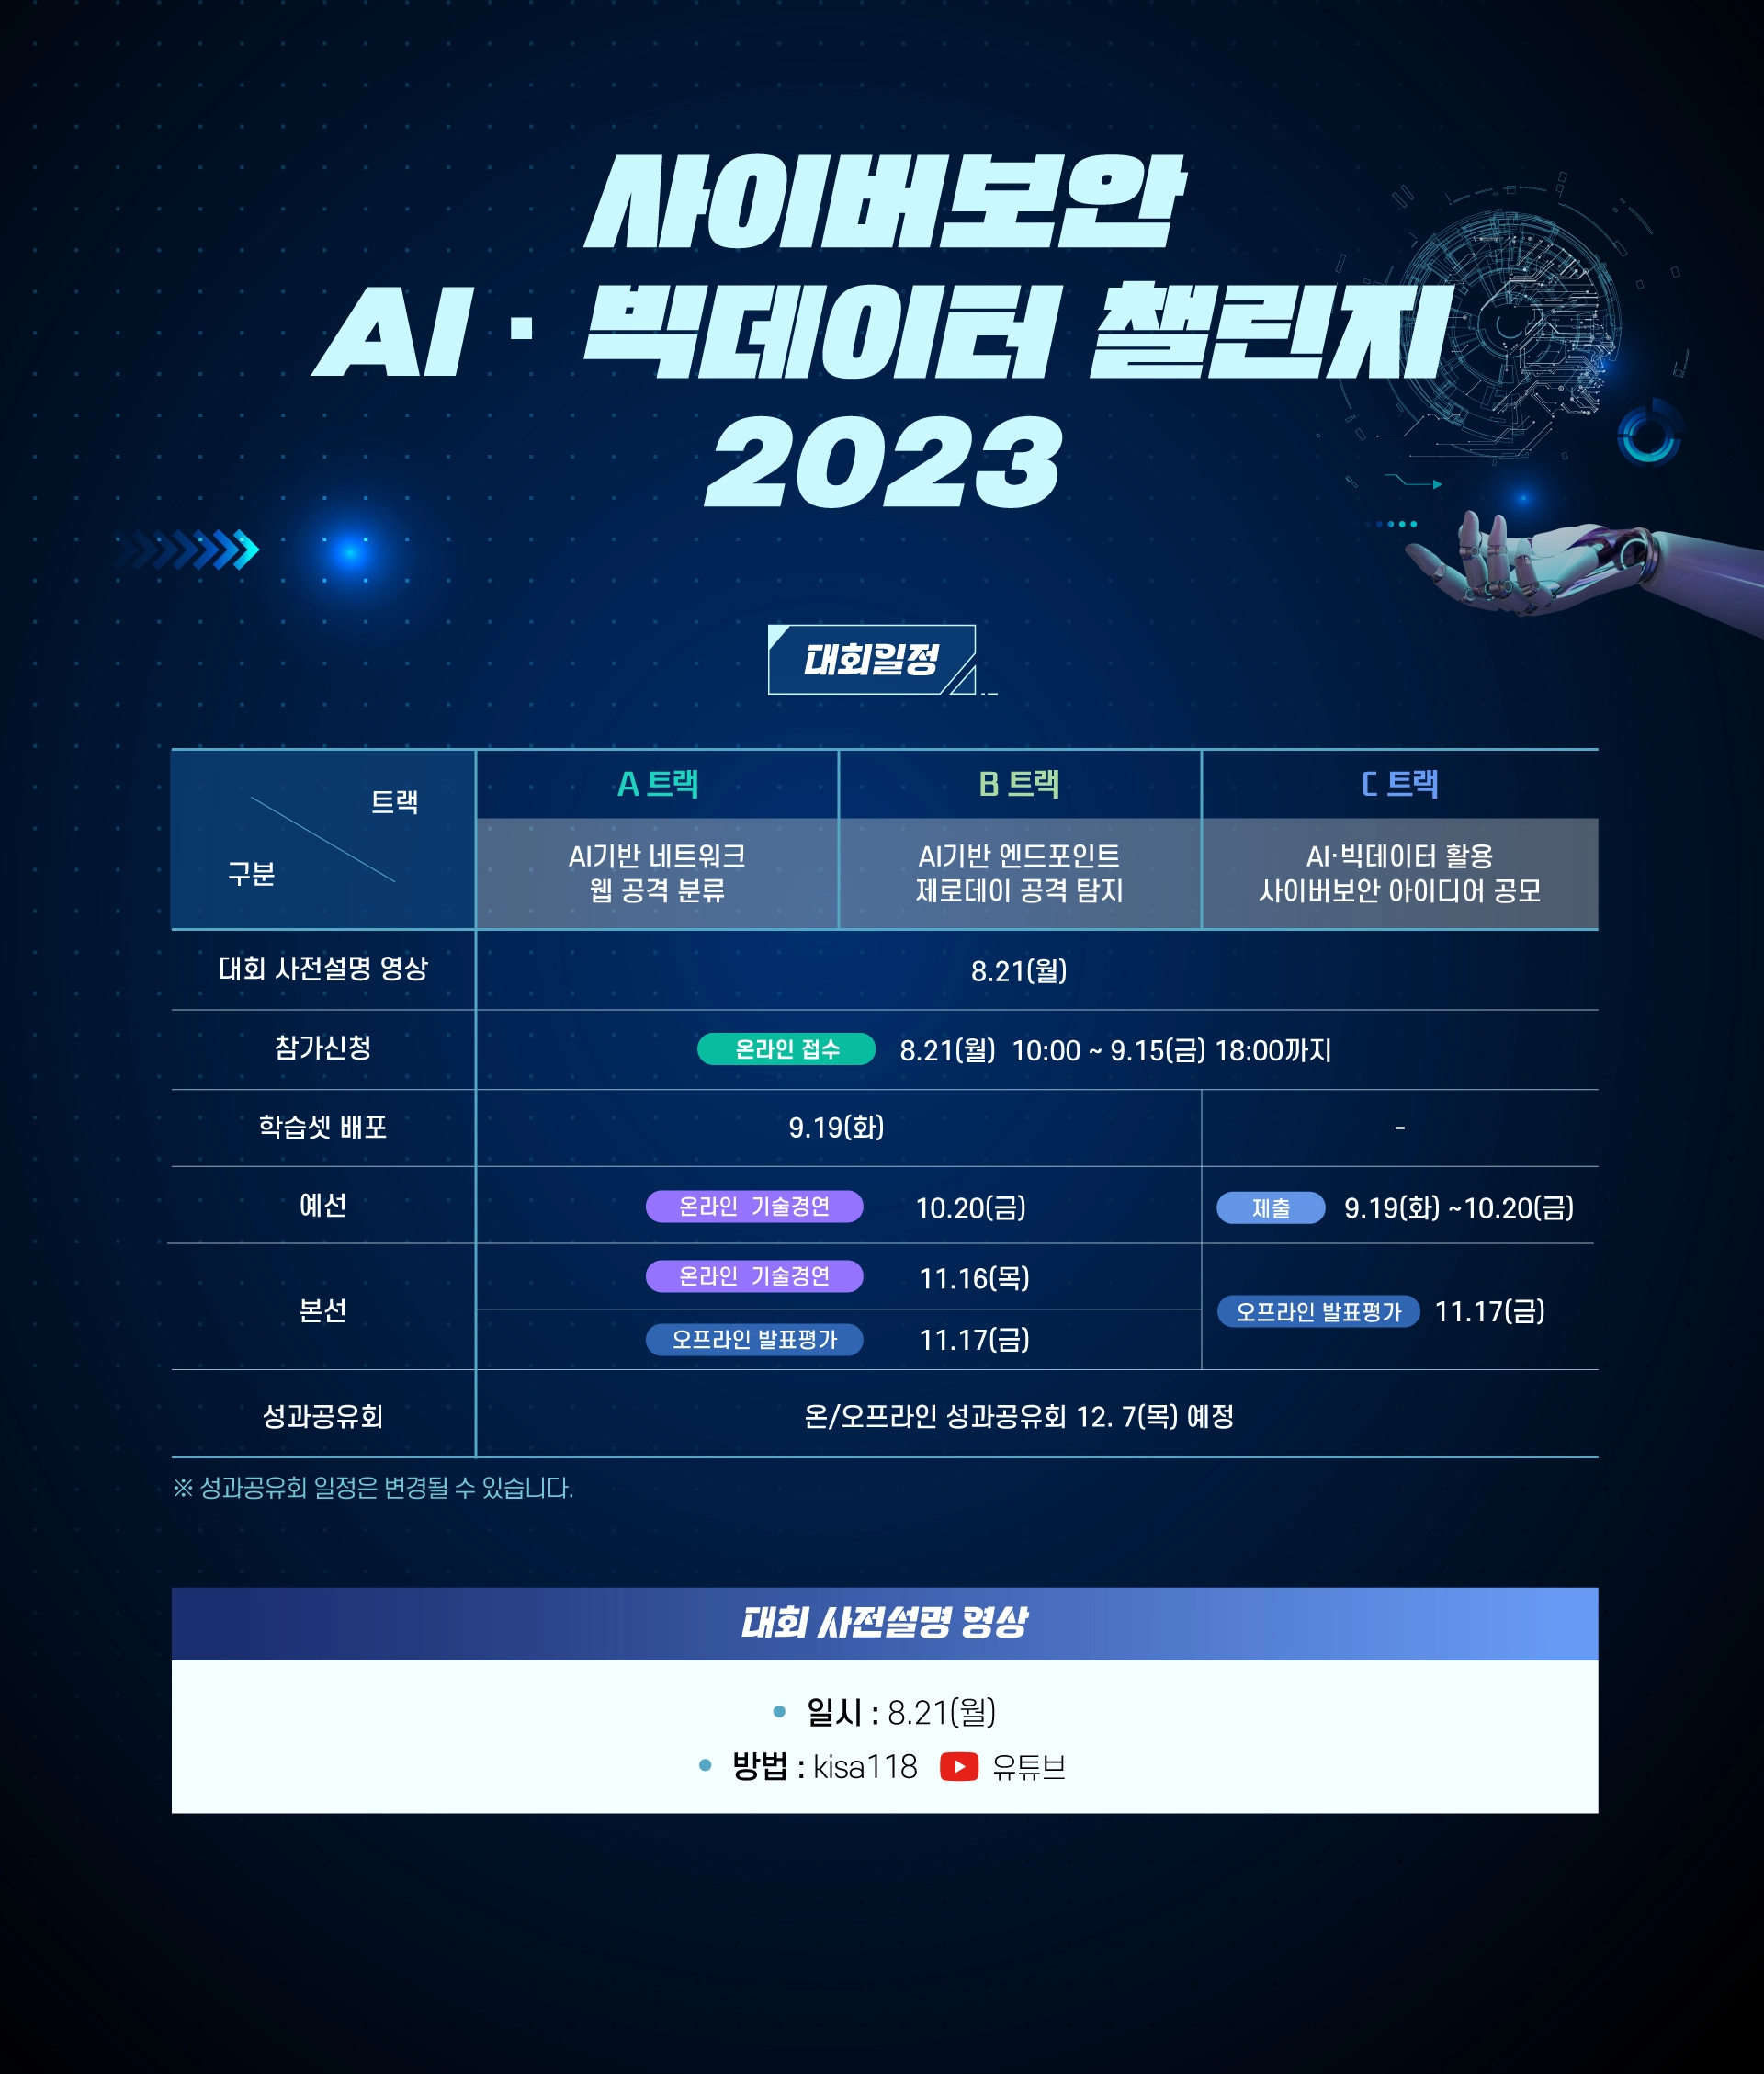 사이버보안
AI · 빅데이터 챌린지
2023
대회일정
트랙
구분
A 트랙
B 트랙
C 트랙
AI기반 네트워크
웹 공격 분류
AI기반 엔드포인트
제로데이 공격 탐지
AI·빅데이터 활용
사이버보안 아이디어 공모
대회 사전설명 영상
8.21(월)
참가신청
온라인 접수 8.21(월) 10:00 ~ 9.15(금) 18:00까지
학습셋 배포
9.19(화)
-
예선
온라인 기술경연 10.20(금)
제출 9.19(화) ~10.20(금)
본선
온라인 기술경연 11.16(목)
오프라인 발표평가 11.17(금)
오프라인 발표평가 11.17(금)
성과공유회
온/오프라인 성과공유회 12. 7(목) 예정
※ 성과공유회 일정은 변경될 수 있습니다.
대회 사전설명 영상
• 일시 : 8.21(월)
• 방법 : kisa118 유튜브